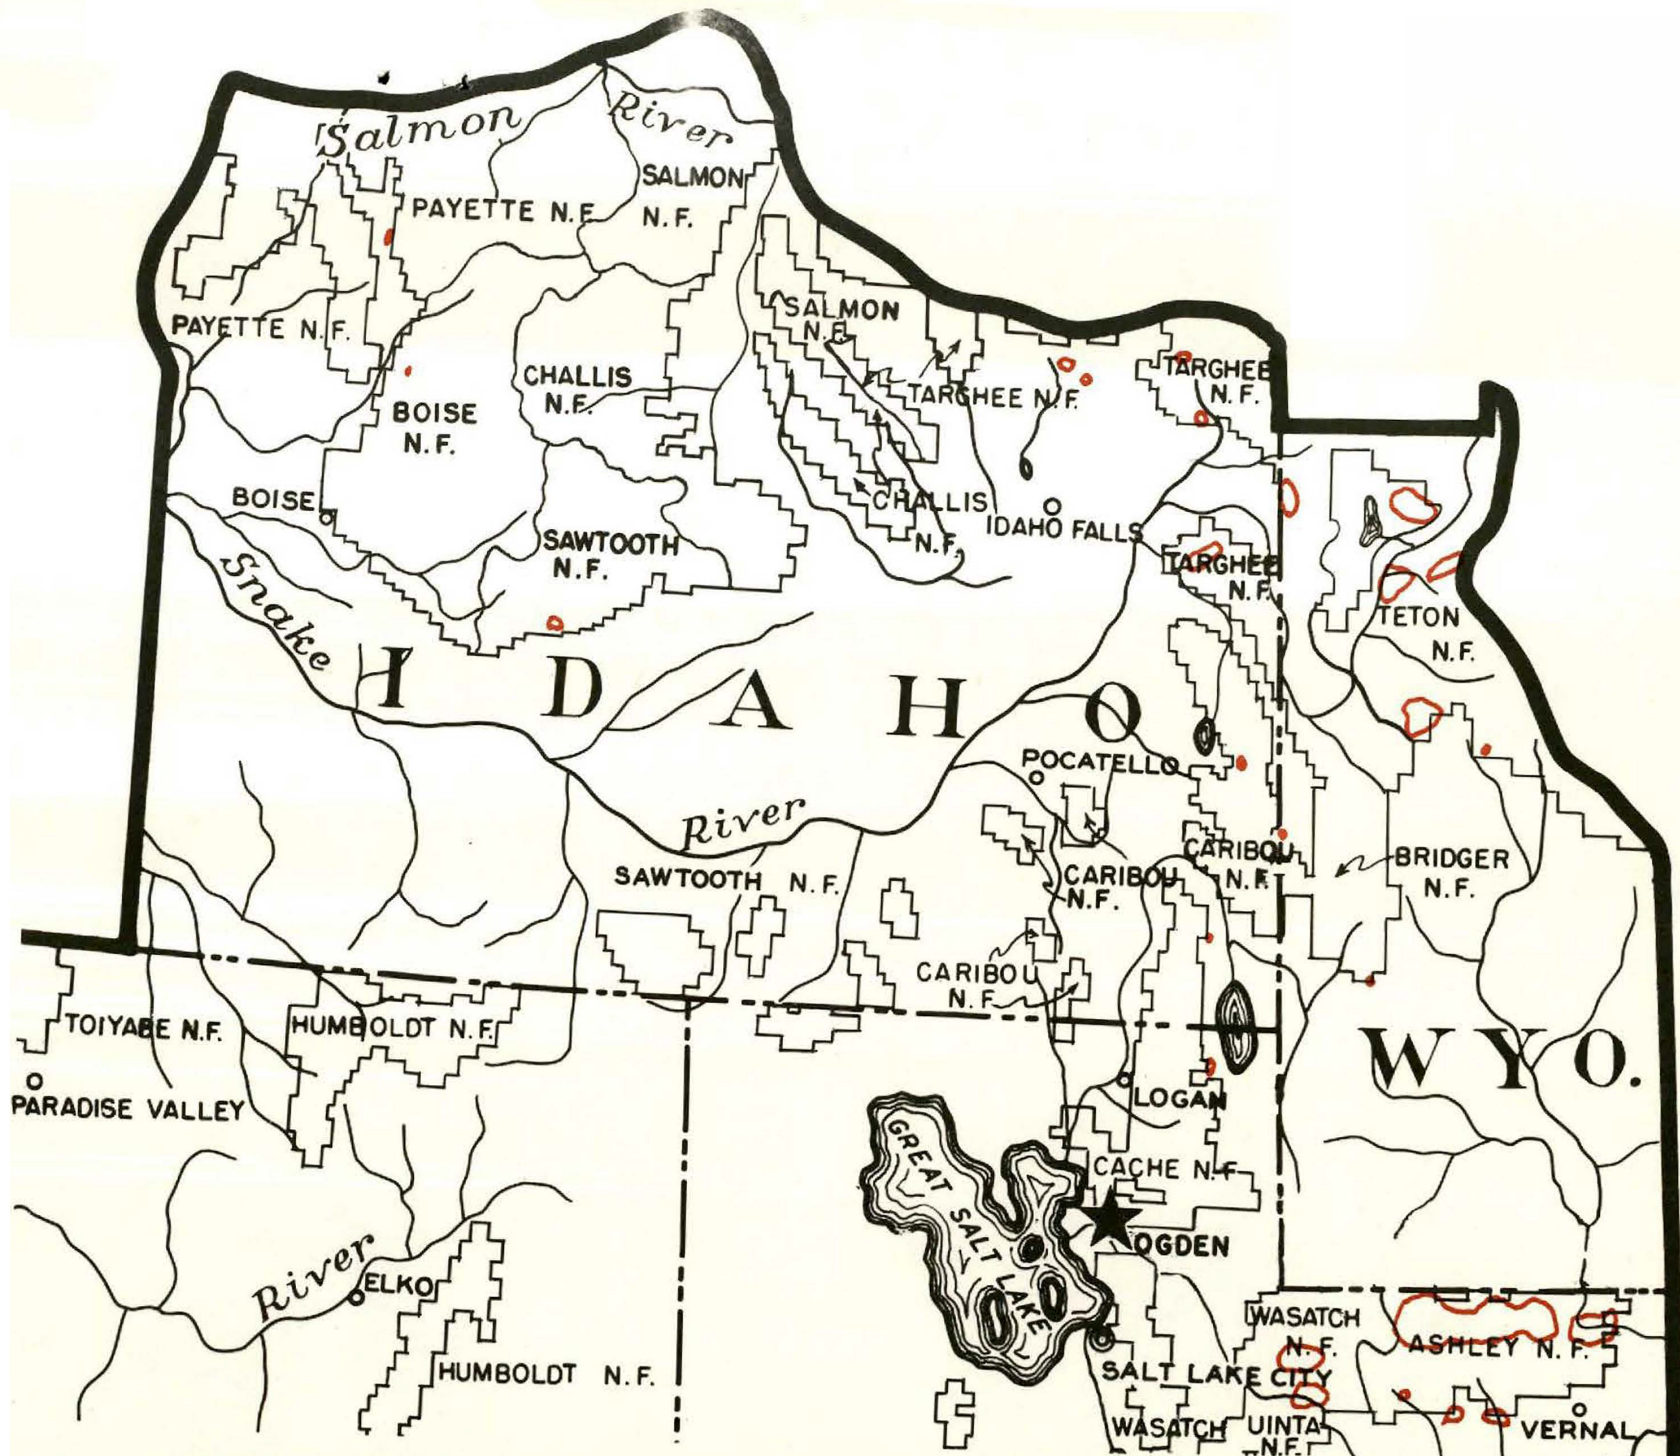 Salmon River
SALMON
N.F.
PAYETTE N.F.
SALMON
N.F.
PAYETTE N.F.
CHALLIS
N.F.
TARGHEE
N.F.
TARGHEE N.F.
BOISE
N.F.
BOISE
CHALLIS
N.F.
IDAHO FALLS
SAWTOOTH
N.F.
TARGHEE
N.F.
Snake
TETON
N.F.
IDAHO
POCATELLO
River
CARIBOU
N.F.
BRIDGER
N.F.
SAWTOOTH N.F.
CARIBOU
N.F.
CARIBOU
N.F.
TOIYABE N.F.
HUMBOLDT N.F.
WYO.
PARADISE VALLEY
LOGAN
GREAT SALT LAKE
CACHE N.F.
OGDEN
River
ELKO
WASATCH
N.F.
ASHLEY N.F.
HUMBOLDT N.F.
SALT LAKE CITY
WASATCH
UINTA
N.F.
VERNAL